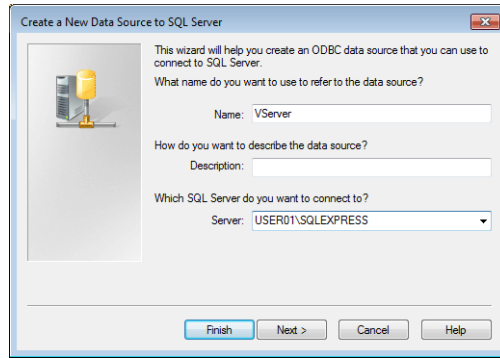 Create a New Data Source to SQL Server
This wizard will help you create an ODBC data source that you can use to
connect to SQL Server.
What name do you want to use to refer to the data source?
Name: VServer
How do you want to describe the data source?
Description:
Which SQL Server do you want to connect to?
Server: USER01\SQLEXPRESS
Finish Next > Cancel Help